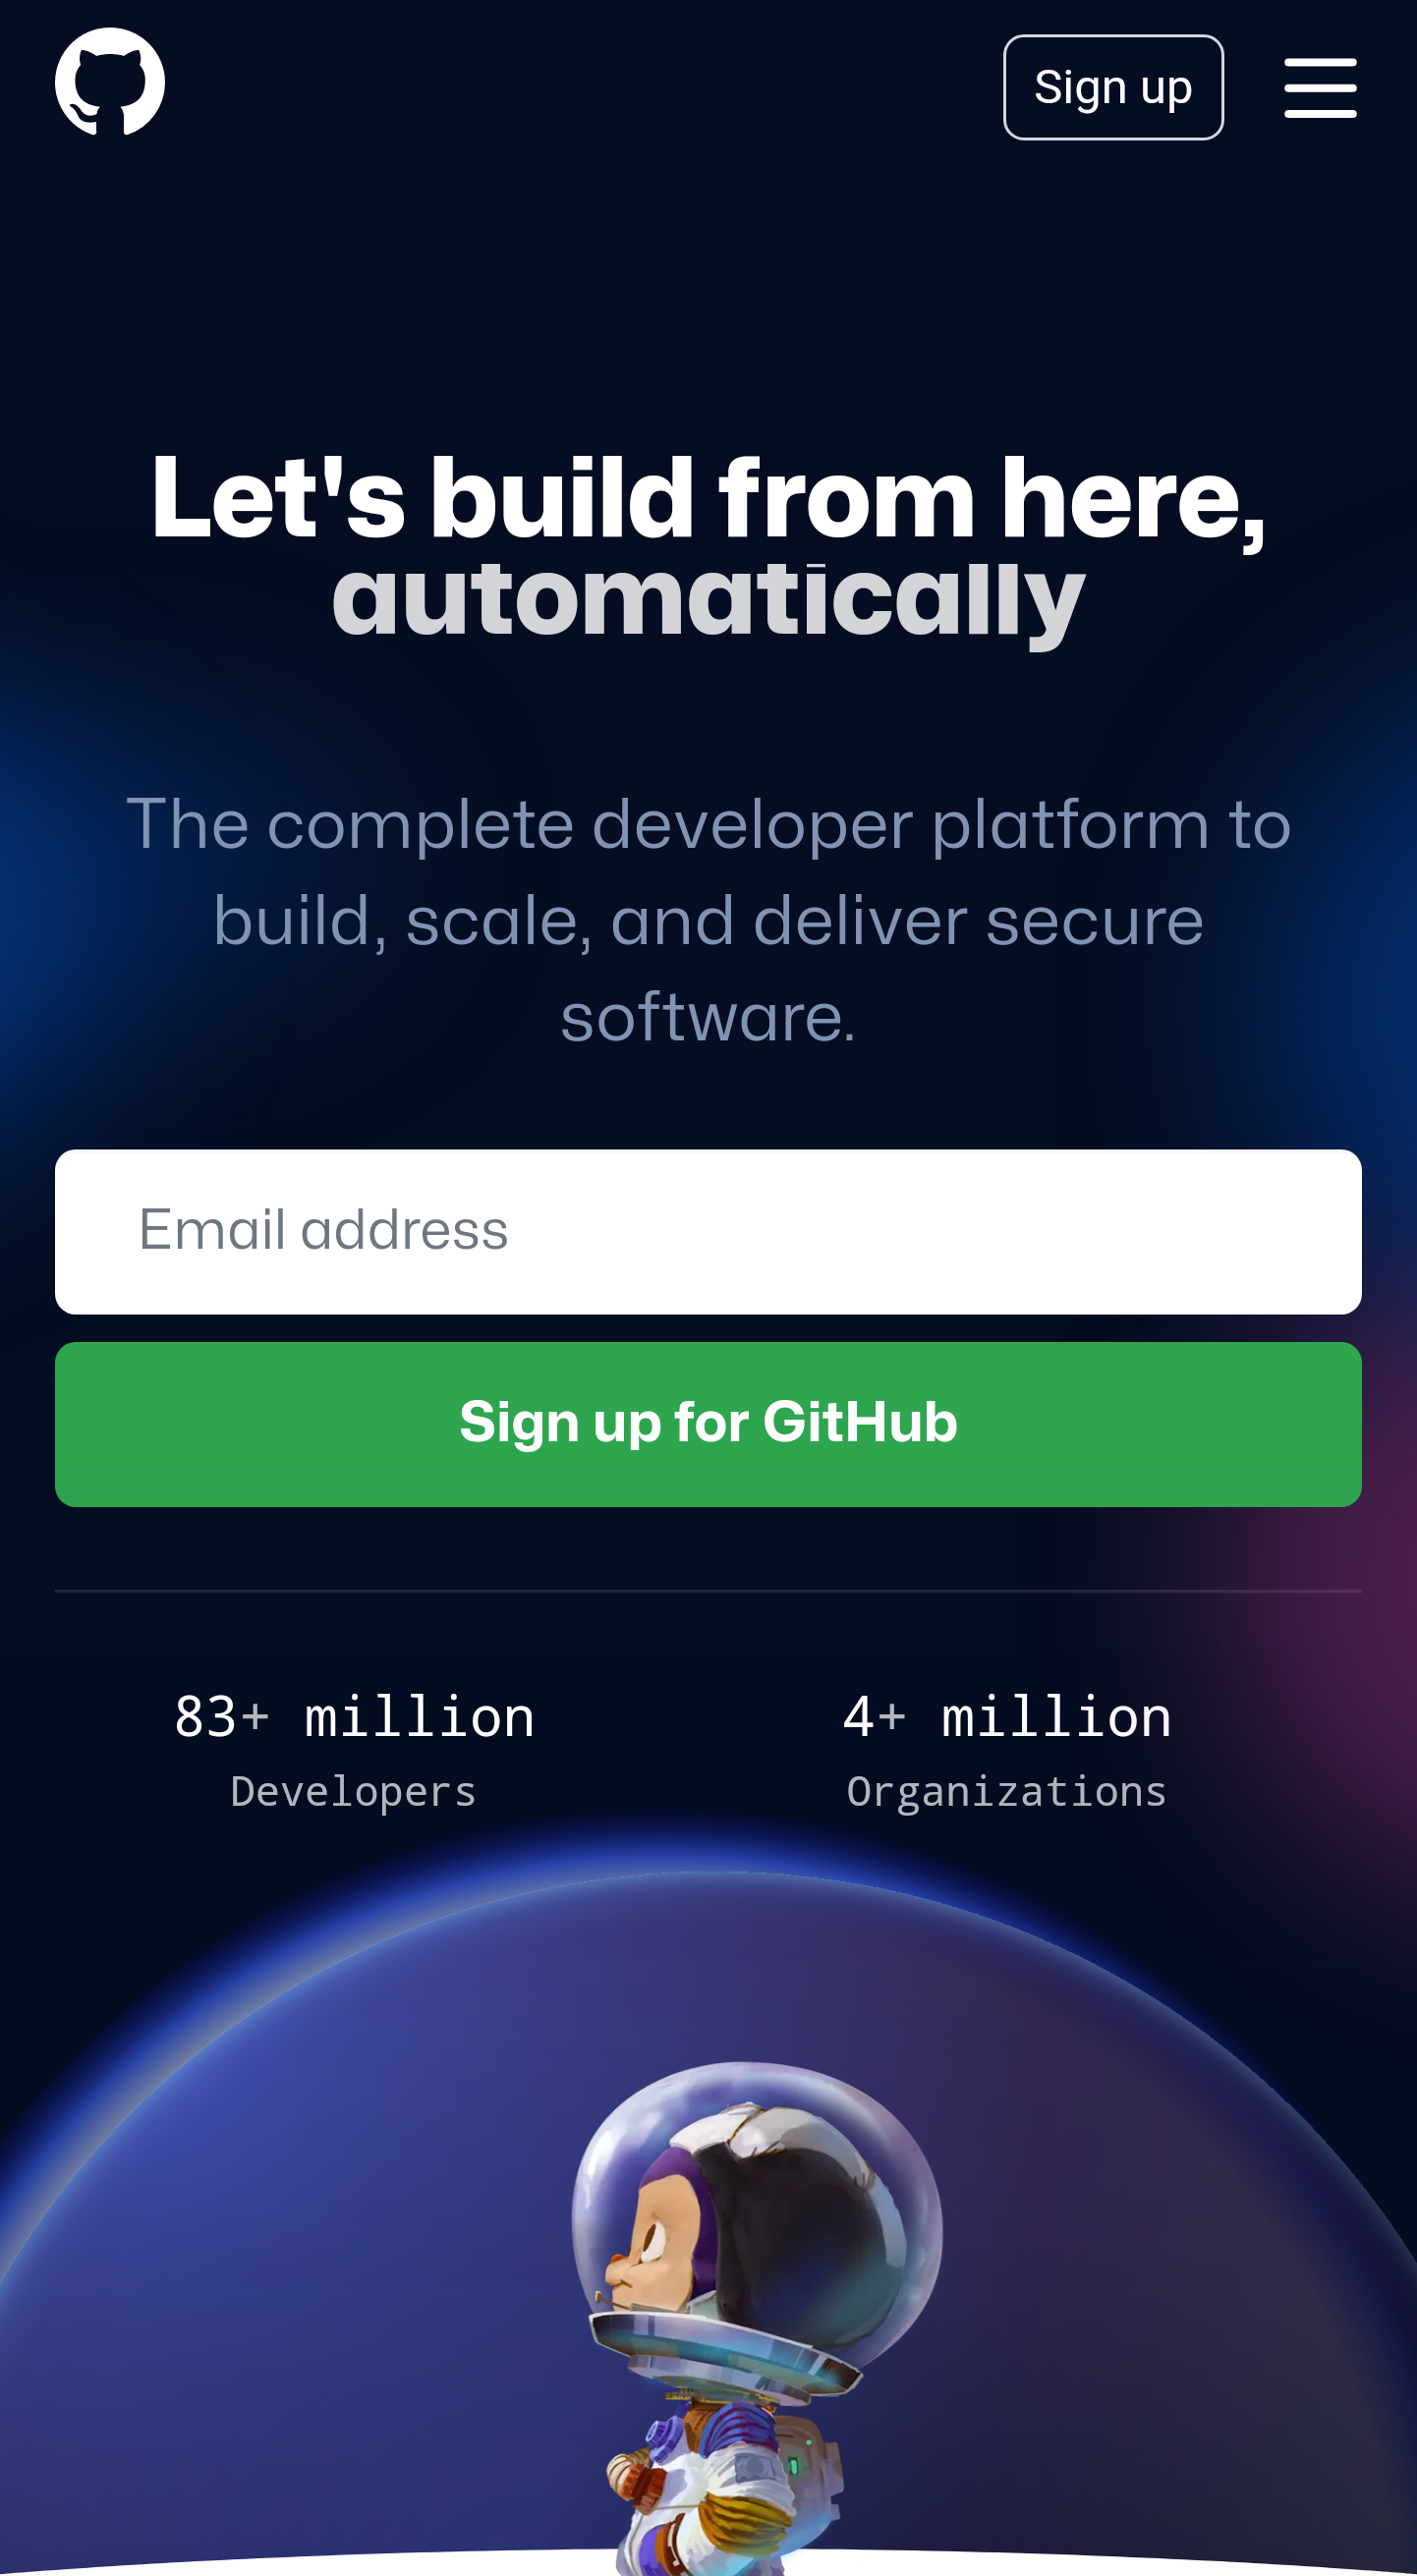 Sign up
Let's build from here,
automatically
The complete developer platform to
build, scale, and deliver secure
software.
Email address
Sign up for GitHub
83+ million
Developers
4+ million
Organizations